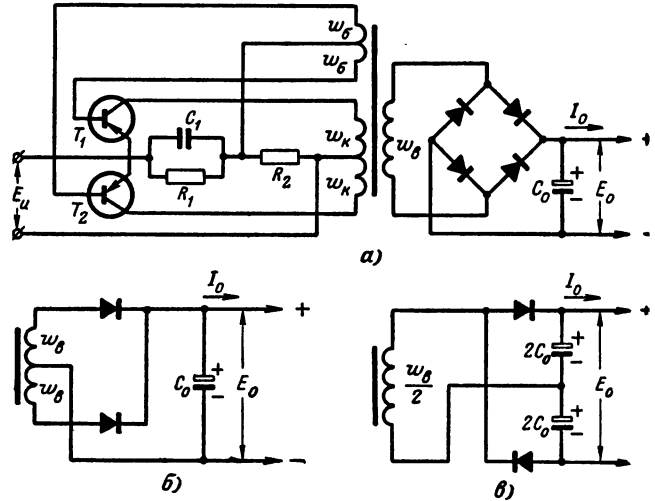 wб
wб
T₁
C₁
R₁
R₂
wк
wк
T₂
Eи
wв
I₀
+
C₀
+
−
E₀
−
а)
I₀
+
wв
wв
C₀
+
−
E₀
−
б)
I₀
+
wв/2
2C₀
+
−
2C₀
+
−
E₀
в)